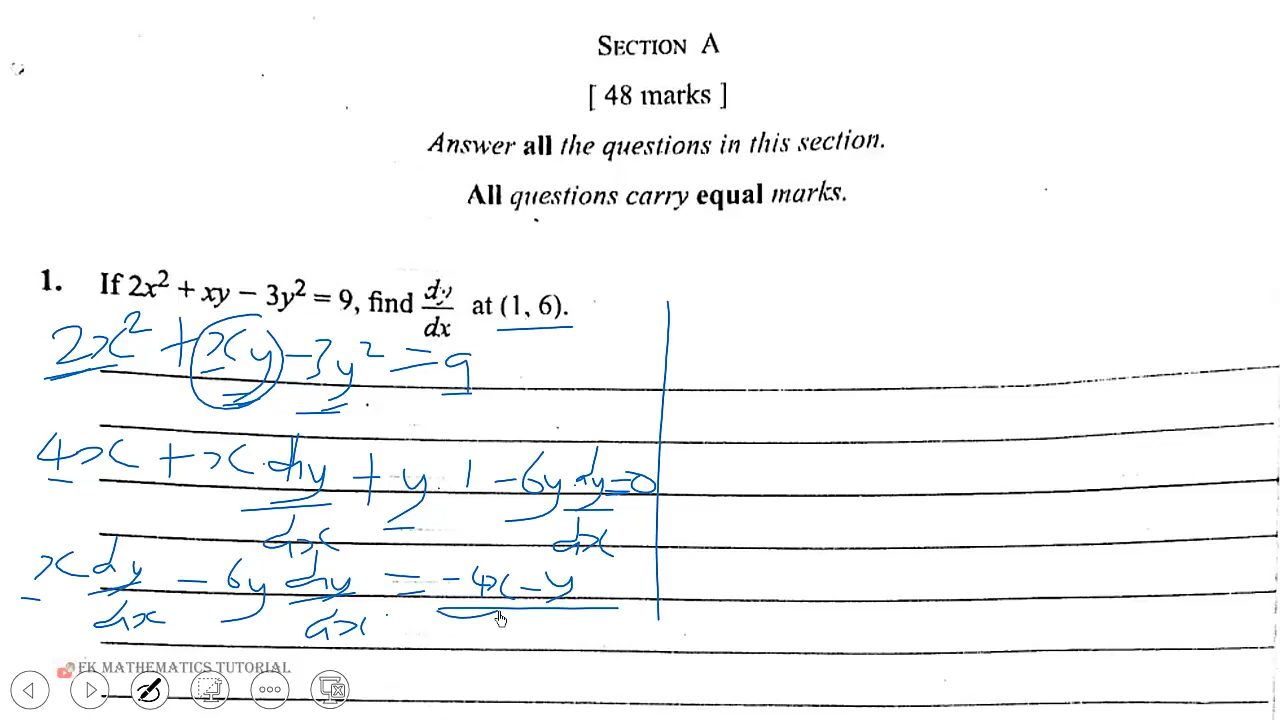 SECTION A
[ 48 marks ]
Answer all the questions in this section.
All questions carry equal marks.
1. If 2x² + xy − 3y² = 9, find dy/dx at (1, 6).
2x² + xy − 3y² = 9
4x + x · dy/dx + y · 1 − 6y dy/dx = 0
x dy/dx − 6y dy/dx = −4x − y
EK MATHEMATICS TUTORIAL